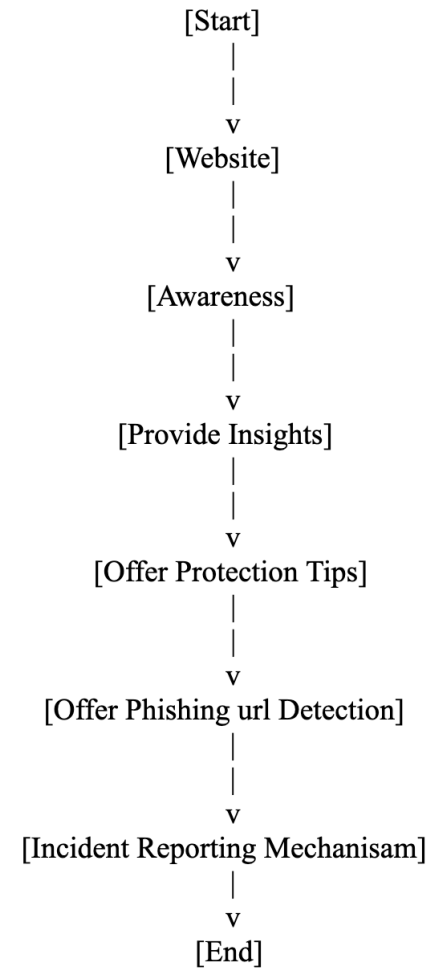 [Start]
|
|
v
[Website]
|
|
v
[Awareness]
|
|
v
[Provide Insights]
|
|
v
[Offer Protection Tips]
|
|
v
[Offer Phishing url Detection]
|
|
v
[Incident Reporting Mechanisam]
|
v
[End]